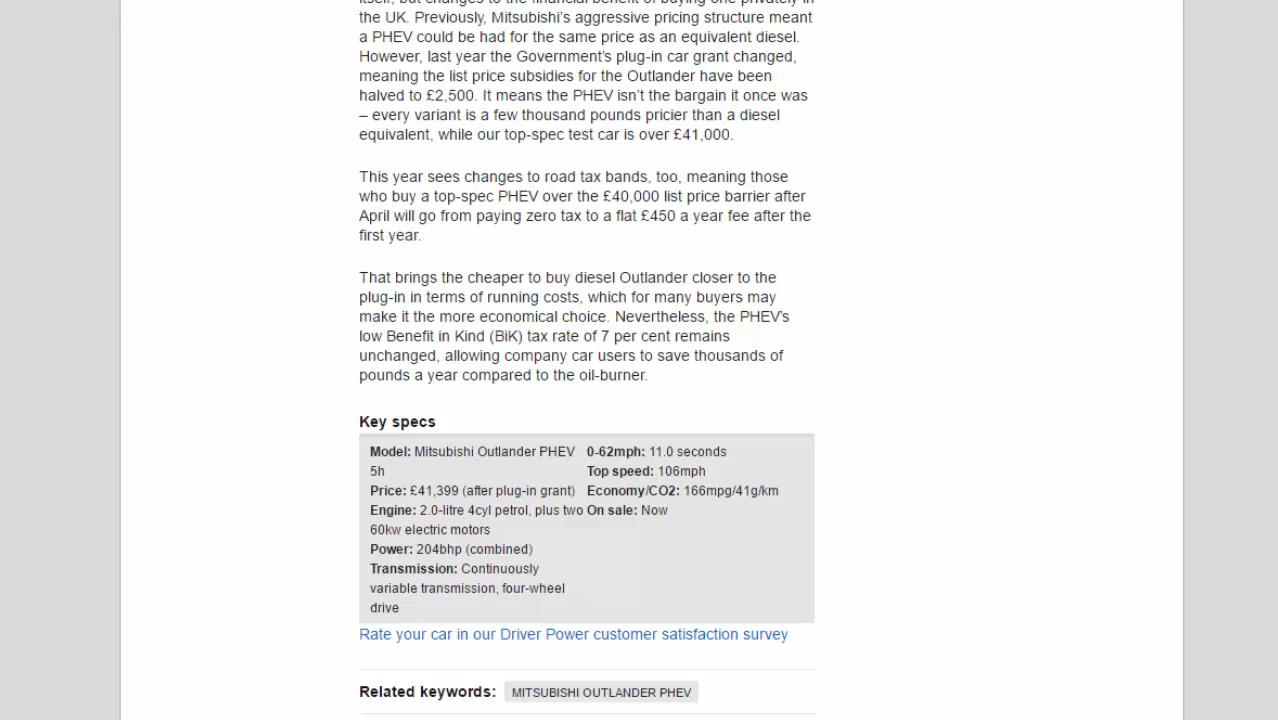 itself, but changes to the financial benefit of buying one privately in
the UK. Previously, Mitsubishi’s aggressive pricing structure meant
a PHEV could be had for the same price as an equivalent diesel.
However, last year the Government’s plug-in car grant changed,
meaning the list price subsidies for the Outlander have been
halved to £2,500. It means the PHEV isn’t the bargain it once was
– every variant is a few thousand pounds pricier than a diesel
equivalent, while our top-spec test car is over £41,000.
This year sees changes to road tax bands, too, meaning those
who buy a top-spec PHEV over the £40,000 list price barrier after
April will go from paying zero tax to a flat £450 a year fee after the
first year.
That brings the cheaper to buy diesel Outlander closer to the
plug-in in terms of running costs, which for many buyers may
make it the more economical choice. Nevertheless, the PHEV’s
low Benefit in Kind (BiK) tax rate of 7 per cent remains
unchanged, allowing company car users to save thousands of
pounds a year compared to the oil-burner.
Key specs
Model: Mitsubishi Outlander PHEV
5h
Price: £41,399 (after plug-in grant)
Engine: 2.0-litre 4cyl petrol, plus two
60kw electric motors
Power: 204bhp (combined)
Transmission: Continuously
variable transmission, four-wheel
drive
0-62mph: 11.0 seconds
Top speed: 106mph
Economy/CO2: 166mpg/41g/km
On sale: Now
Rate your car in our Driver Power customer satisfaction survey
Related keywords: MITSUBISHI OUTLANDER PHEV